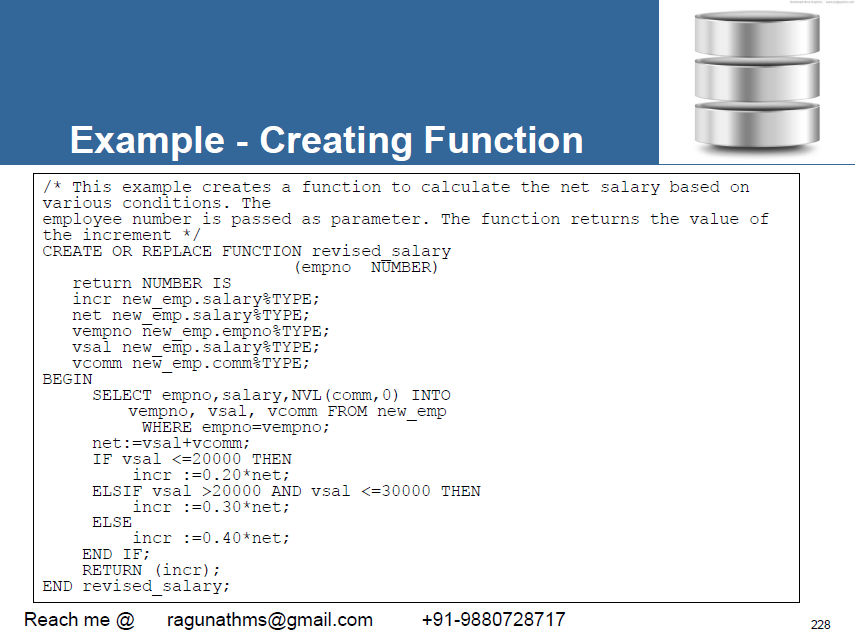 Example - Creating Function
/* This example creates a function to calculate the net salary based on
various conditions. The
employee number is passed as parameter. The function returns the value of
the increment */
CREATE OR REPLACE FUNCTION revised_salary
(empno NUMBER)
return NUMBER IS
incr new_emp.salary%TYPE;
net new_emp.salary%TYPE;
vempno new_emp.empno%TYPE;
vsal new_emp.salary%TYPE;
vcomm new_emp.comm%TYPE;
BEGIN
SELECT empno,salary,NVL(comm,0) INTO
vempno, vsal, vcomm FROM new_emp
WHERE empno=vempno;
net:=vsal+vcomm;
IF vsal <=20000 THEN
incr :=0.20*net;
ELSIF vsal >20000 AND vsal <=30000 THEN
incr :=0.30*net;
ELSE
incr :=0.40*net;
END IF;
RETURN (incr);
END revised_salary;
Reach me @ ragunathms@gmail.com +91-9880728717
228